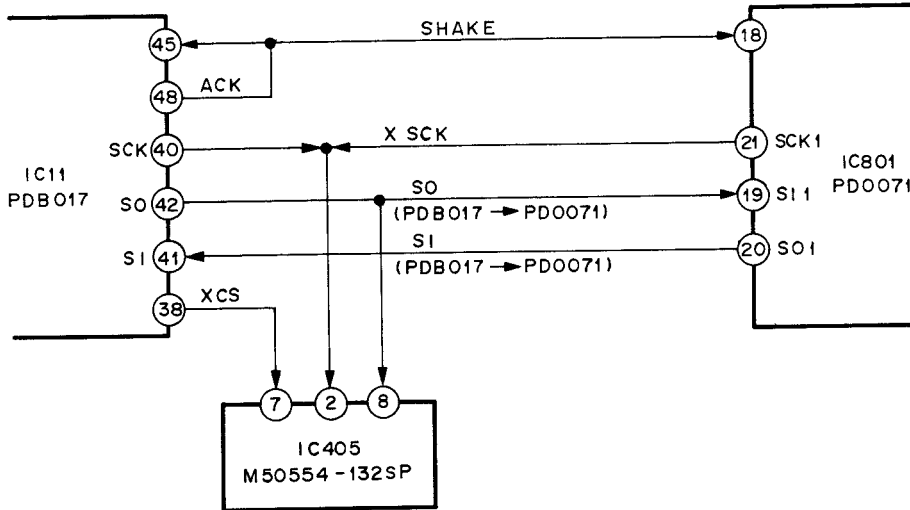 45 SHAKE 18
48 ACK
SCK 40 X SCK 21 SCK1
IC11
PDB017
IC801
PD0071
SO 42 SO 19 SI1
(PDB017 → PD0071)
SI 41 SI 20 SO1
(PDB017 → PD0071)
38 XCS
7 2 8
IC405
M50554-132SP